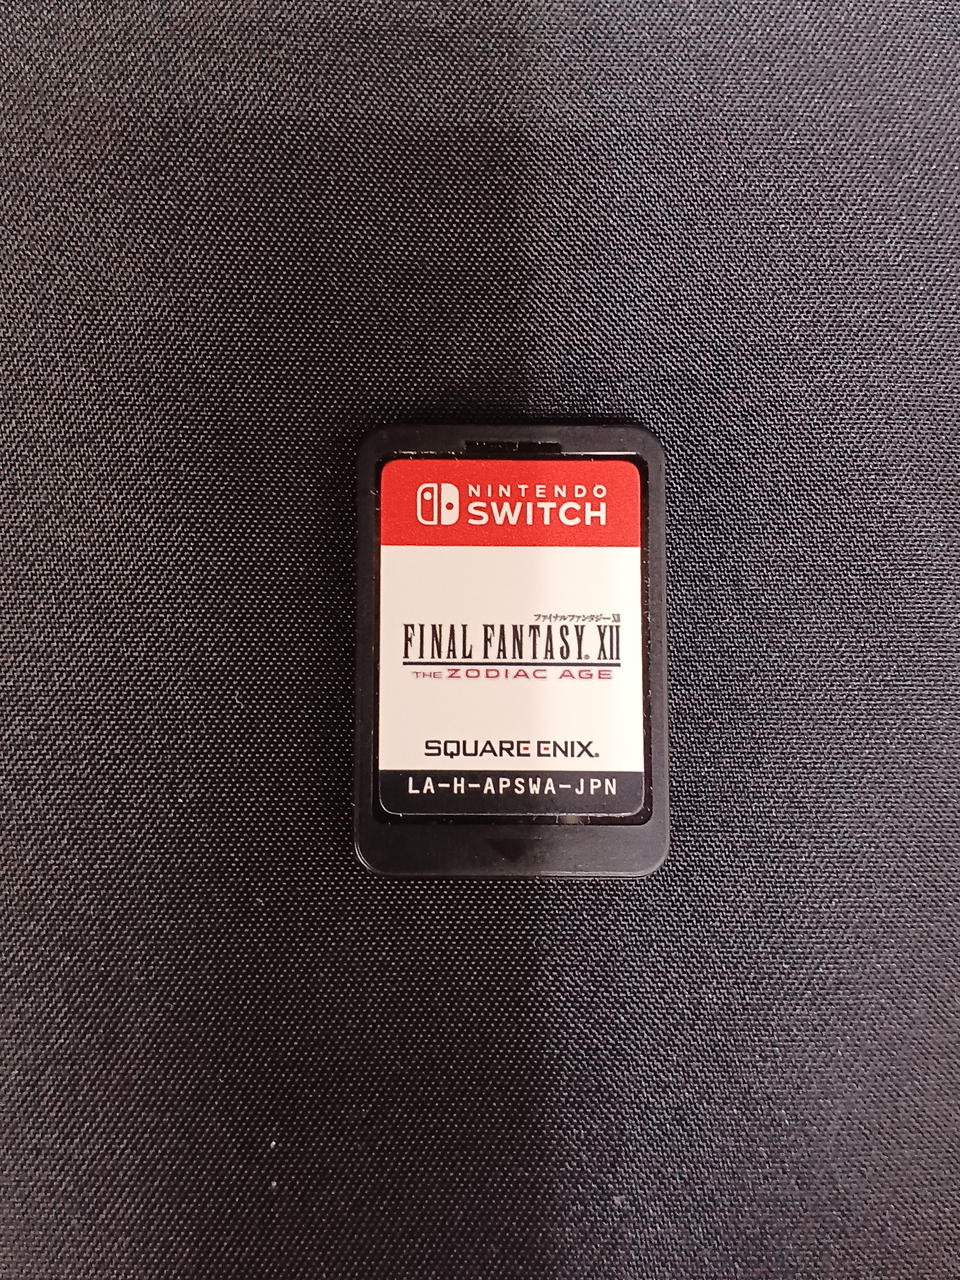 NINTENDO
SWITCH
ファイナルファンタジーXII
FINAL FANTASY® XII
THE ZODIAC AGE
SQUARE ENIX®
LA-H-APSWA-JPN